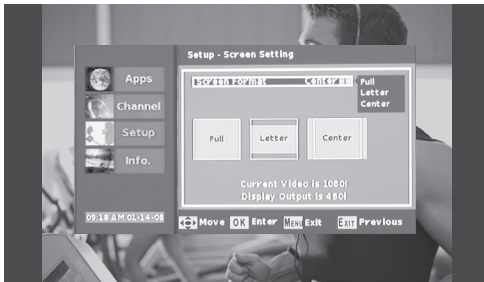 Setup - Screen Setting
Apps
Channel
Setup
Info.
Screen Format Center
Full
Letter
Center
Full Letter Center
Current Video is 1080i
Display Output is 480i
09:18 AM 01-14-08
Move OK Enter MENU Exit EXIT Previous